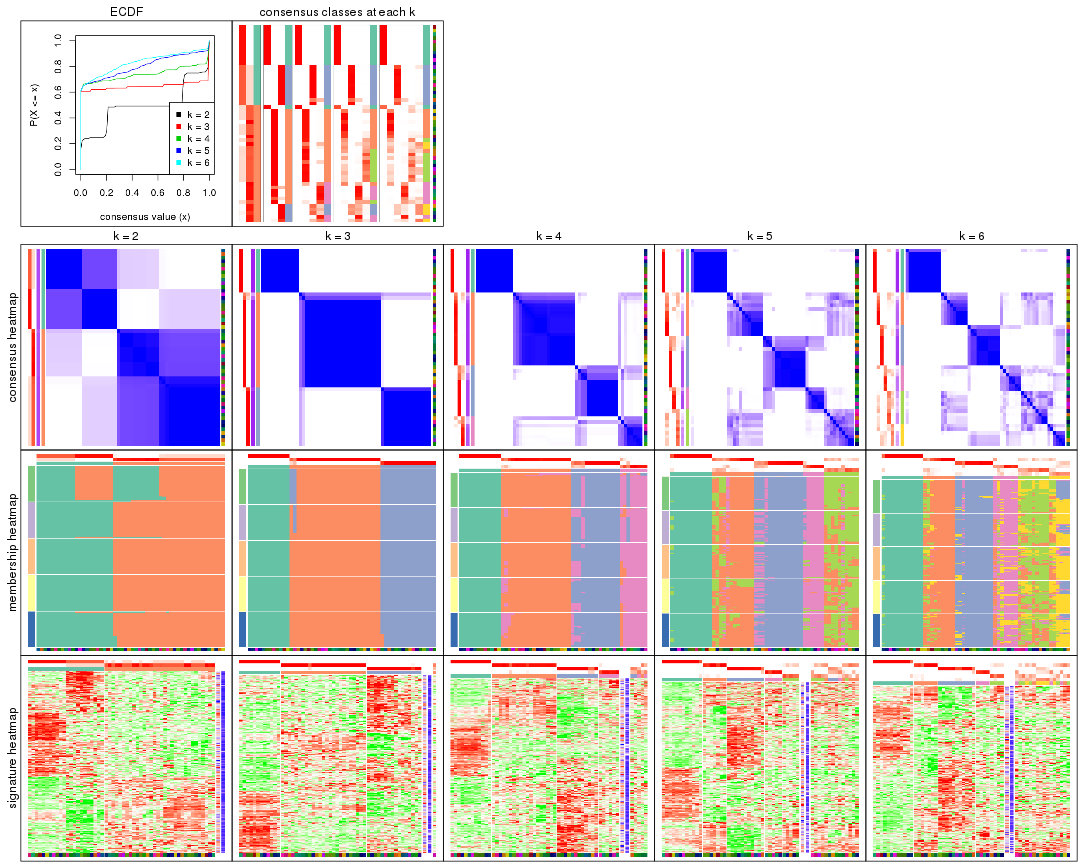 ECDF
consensus classes at each k
P(X <= x)
1.0
0.8
0.6
0.4
0.2
0.0
k = 2
k = 3
k = 4
k = 5
k = 6
0.0 0.2 0.4 0.6 0.8 1.0
consensus value (x)
k = 2
k = 3
k = 4
k = 5
k = 6
consensus heatmap
membership heatmap
signature heatmap